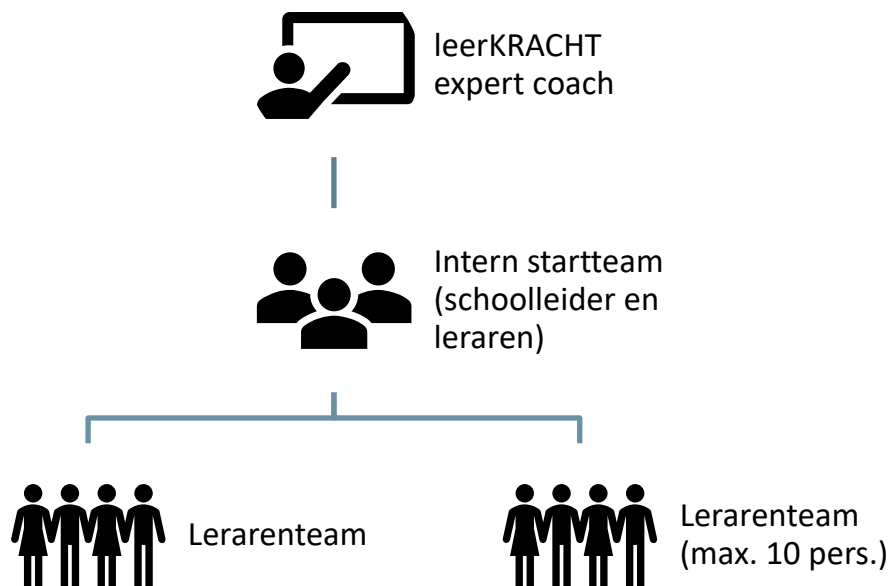 leerKRACHT
expert coach
Intern startteam
(schoolleider en
leraren)
Lerarenteam
Lerarenteam
(max. 10 pers.)